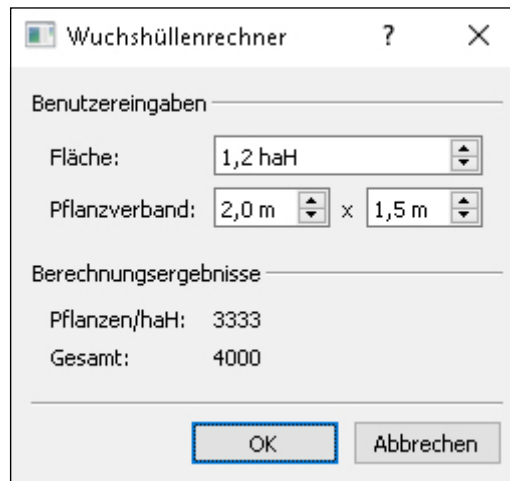 Wuchshüllenrechner ? ×
Benutzereingaben
Fläche: 1,2 haH
Pflanzverband: 2,0 m x 1,5 m
Berechnungsergebnisse
Pflanzen/haH: 3333
Gesamt: 4000
OK Abbrechen